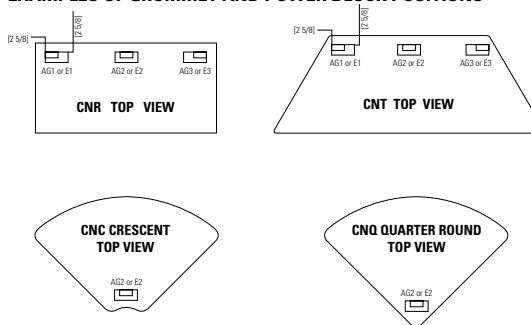 EXAMPLES OF GROMMET AND POWER BLOCK POSITIONS
[2 5/8]
[2 5/8]
AG1 or E1
AG2 or E2
AG3 or E3
CNR TOP VIEW
[2 5/8]
[2 5/8]
AG1 or E1
AG2 or E2
AG3 or E3
CNT TOP VIEW
CNC CRESCENT
TOP VIEW
AG2 or E2
CNQ QUARTER ROUND
TOP VIEW
AG2 or E2